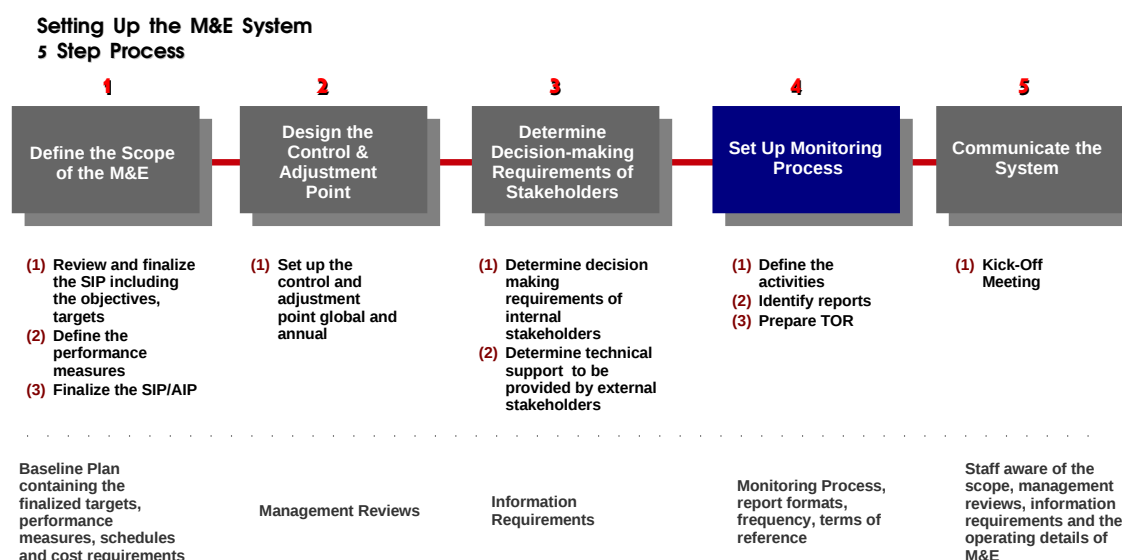 Setting Up the M&E System
5 Step Process
1
2
3
4
5
Define the Scope
of the M&E
Design the
Control &
Adjustment
Point
Determine
Decision-making
Requirements of
Stakeholders
Set Up Monitoring
Process
Communicate the
System
(1) Review and finalize
the SIP including
the objectives,
targets
(2) Define the
performance
measures
(3) Finalize the SIP/AIP
(1) Set up the
control and
adjustment
point global and
annual
(1) Determine decision
making
requirements of
internal
stakeholders
(2) Determine technical
support to be
provided by external
stakeholders
(1) Define the
activities
(2) Identify reports
(3) Prepare TOR
(1) Kick-Off
Meeting
Baseline Plan
containing the
finalized targets,
performance
measures, schedules
and cost requirements
Management Reviews
Information
Requirements
Monitoring Process,
report formats,
frequency, terms of
reference
Staff aware of the
scope, management
reviews, information
requirements and the
operating details of
M&E